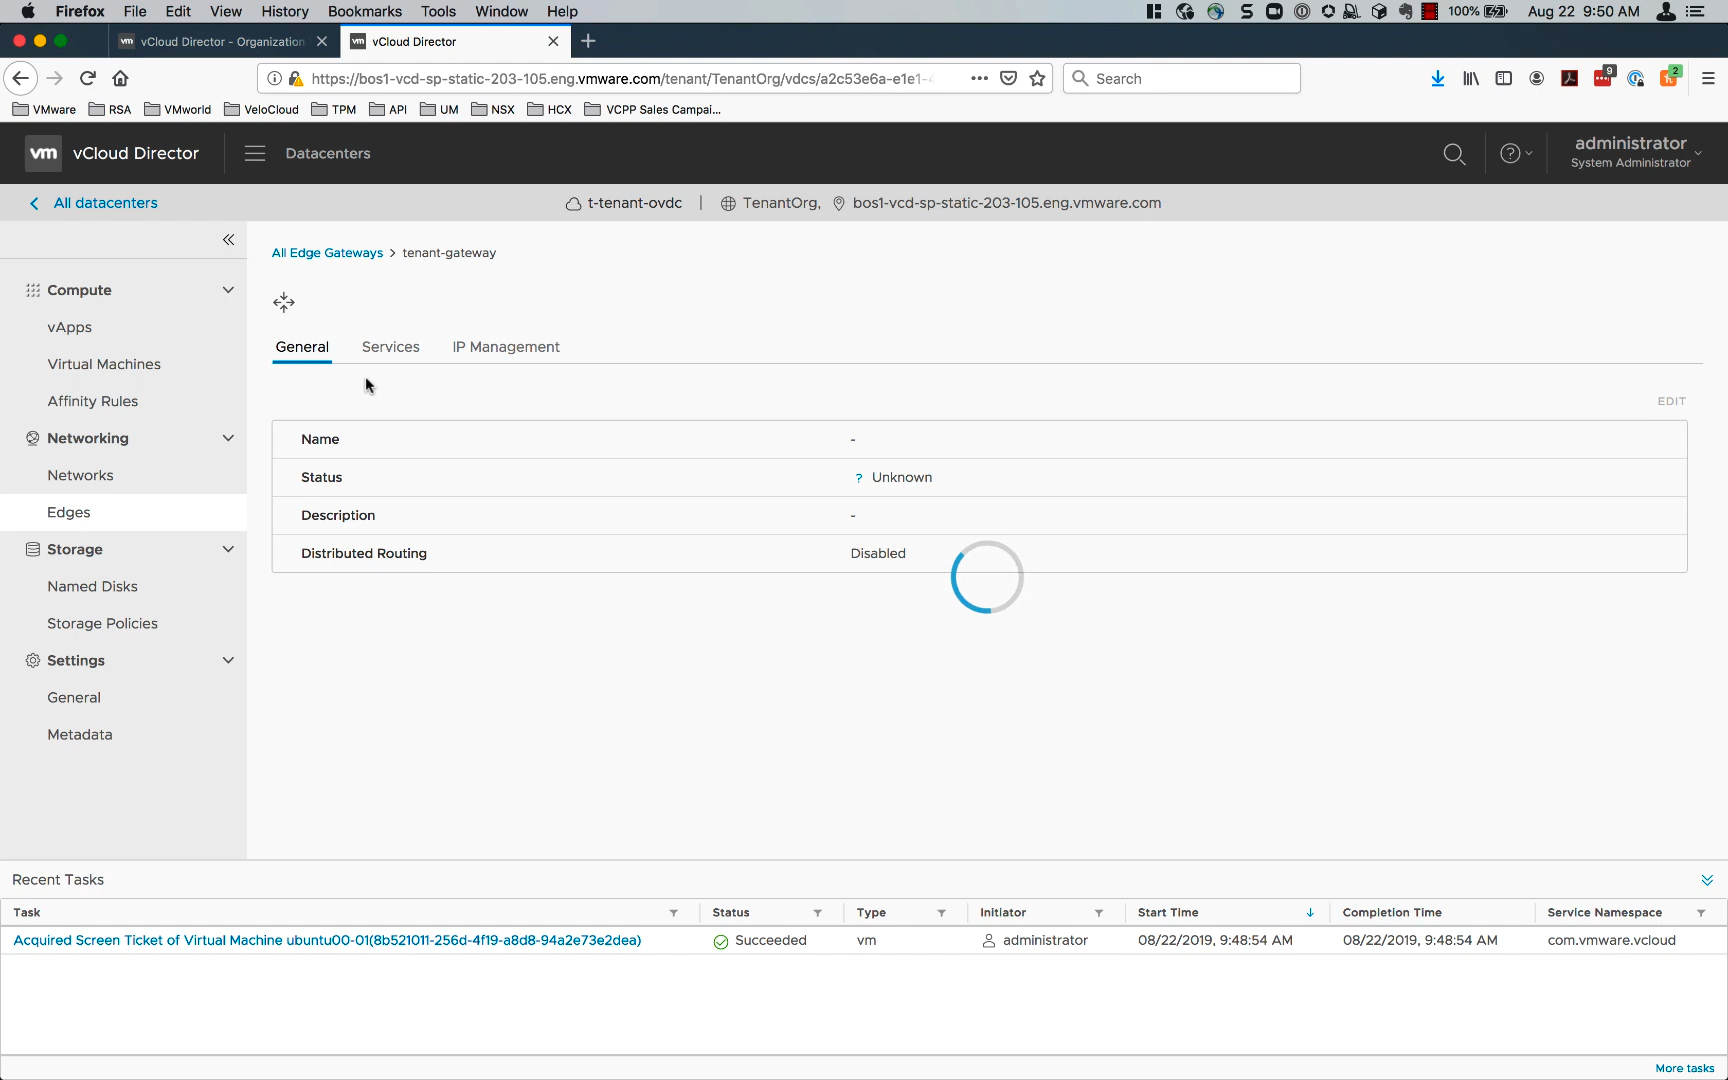 Firefox File Edit View History Bookmarks Tools Window Help 100% Aug 22 9:50 AM
vm vCloud Director - Organization vm vCloud Director
https://bos1-vcd-sp-static-203-105.eng.vmware.com/tenant/TenantOrg/vdcs/a2c53e6a-e1e1- Search 9 2
VMware RSA VMworld VeloCloud TPM API UM NSX HCX VCPP Sales Campai...
vm vCloud Director Datacenters administrator
System Administrator
All datacenters t-tenant-ovdc | TenantOrg, bos1-vcd-sp-static-203-105.eng.vmware.com
All Edge Gateways > tenant-gateway
Compute
vApps
Virtual Machines
Affinity Rules
Networking
Networks
Edges
Storage
Named Disks
Storage Policies
Settings
General
Metadata
General Services IP Management
EDIT
Name -
Status ? Unknown
Description -
Distributed Routing Disabled
Recent Tasks
Task Status Type Initiator Start Time Completion Time Service Namespace
Acquired Screen Ticket of Virtual Machine ubuntu00-01(8b521011-256d-4f19-a8d8-94a2e73e2dea) Succeeded vm administrator 08/22/2019, 9:48:54 AM 08/22/2019, 9:48:54 AM com.vmware.vcloud
More tasks